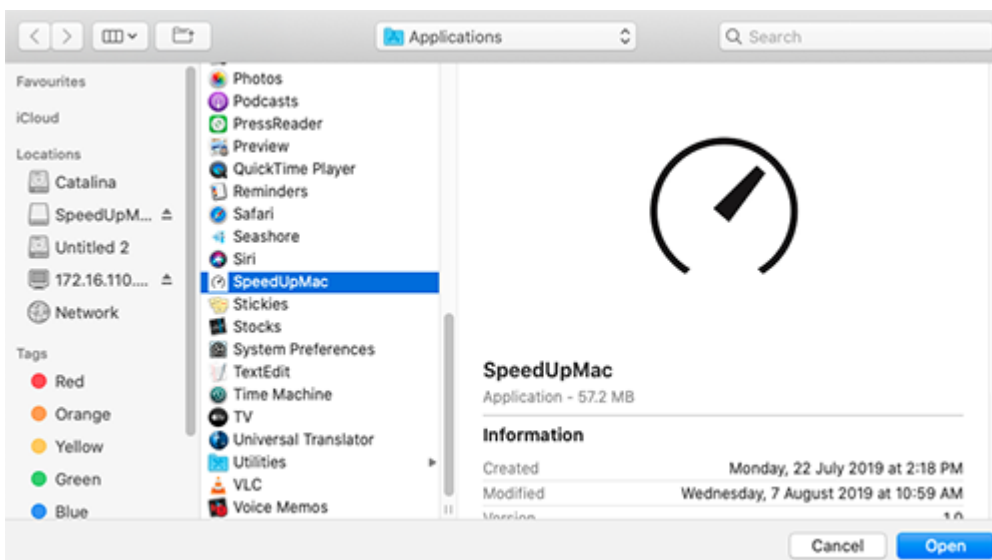 Applications
Search
Favourites
iCloud
Locations
Catalina
SpeedUpM...
Untitled 2
172.16.110....
Network
Tags
Red
Orange
Yellow
Green
Blue
Photos
Podcasts
PressReader
Preview
QuickTime Player
Reminders
Safari
Seashore
Siri
SpeedUpMac
Stickies
Stocks
System Preferences
TextEdit
Time Machine
TV
Universal Translator
Utilities
VLC
Voice Memos
SpeedUpMac
Application - 57.2 MB
Information
Created Monday, 22 July 2019 at 2:18 PM
Modified Wednesday, 7 August 2019 at 10:59 AM
Version 1.0
Cancel
Open